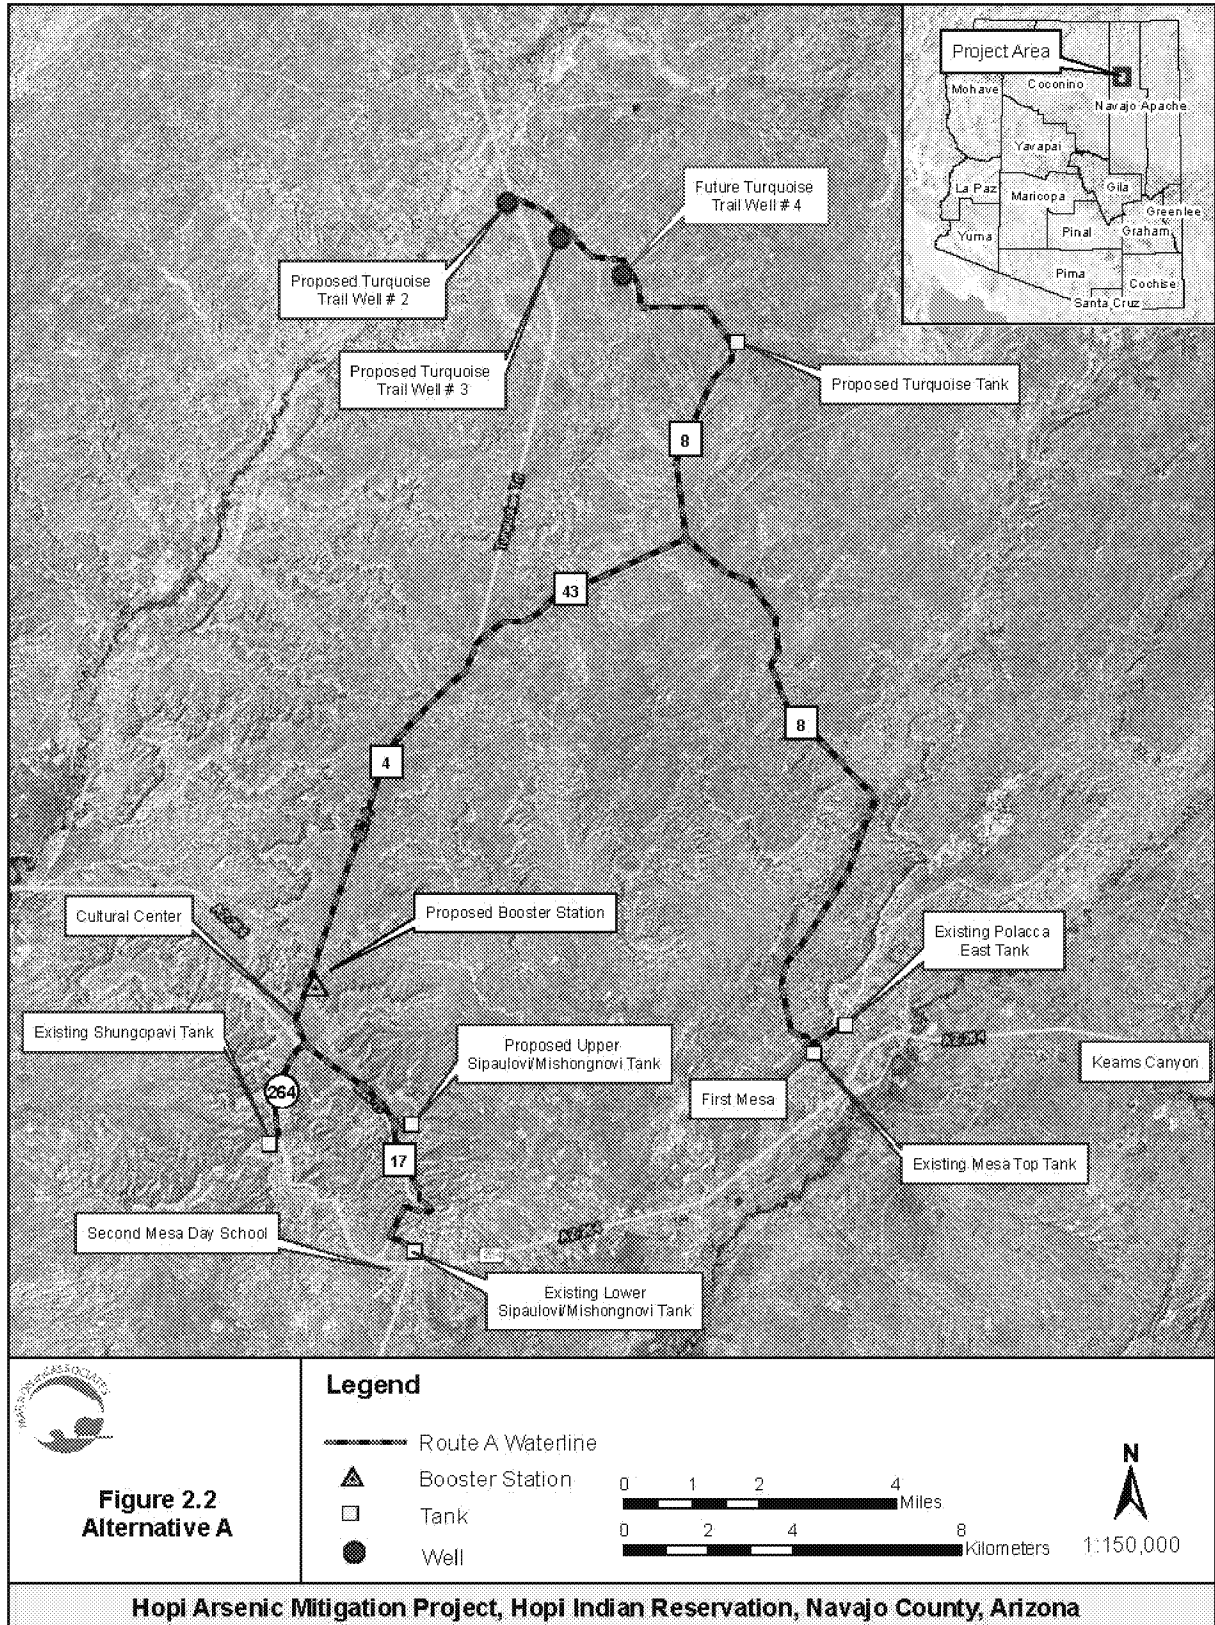 Project Area
Mohave
Coconino
Navajo Apache
Yavapai
La Paz
Maricopa
Gila
Greenlee
Yuma
Pinal
Graham
Pima
Cochise
Santa Cruz
Future Turquoise
Trail Well # 4
Proposed Turquoise
Trail Well # 2
Proposed Turquoise
Trail Well # 3
Proposed Turquoise Tank
8
43
8
4
Cultural Center
Proposed Booster Station
Existing Polacca
East Tank
Existing Shungopavi Tank
Proposed Upper
Sipaulovi/Mishongnovi Tank
Keams Canyon
264
First Mesa
17
Existing Mesa Top Tank
Second Mesa Day School
Existing Lower
Sipaulovi/Mishongnovi Tank
Figure 2.2
Alternative A
Legend
Route A Waterline
Booster Station
Tank
Well
0 1 2 4
Miles
0 2 4 8
Kilometers
N
1:150,000
Hopi Arsenic Mitigation Project, Hopi Indian Reservation, Navajo County, Arizona